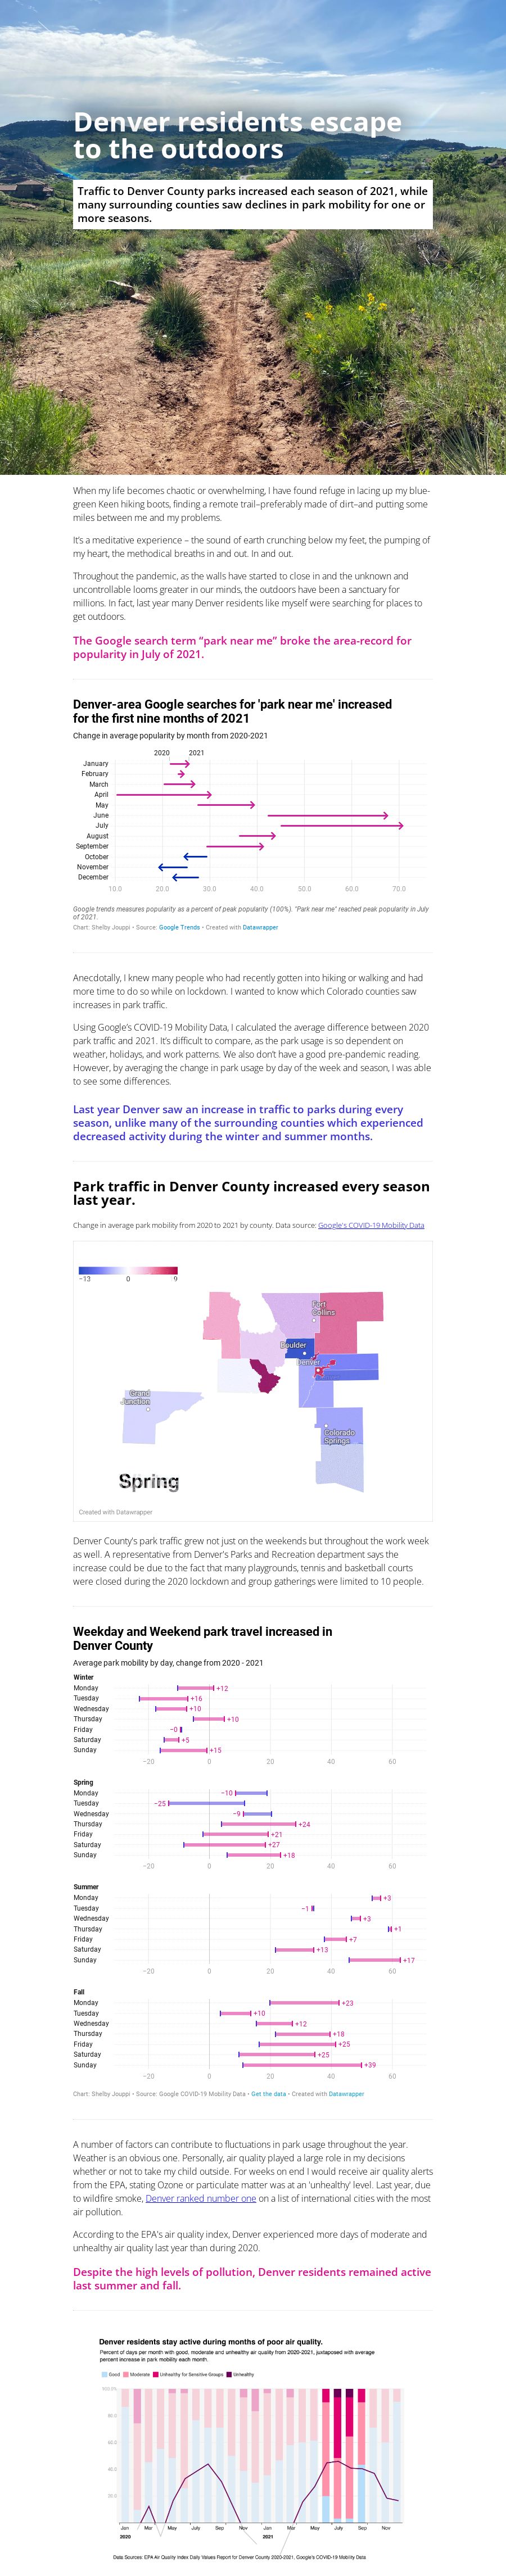 Denver residents escape
to the outdoors
Traffic to Denver County parks increased each season of 2021, while
many surrounding counties saw declines in park mobility for one or
more seasons.
When my life becomes chaotic or overwhelming, I have found refuge in lacing up my blue-
green Keen hiking boots, finding a remote trail–preferably made of dirt–and putting some
miles between me and my problems.
It's a meditative experience – the sound of earth crunching below my feet, the pumping of
my heart, the methodical breaths in and out. In and out.
Throughout the pandemic, as the walls have started to close in and the unknown and
uncontrollable looms greater in our minds, the outdoors have been a sanctuary for
millions. In fact, last year many Denver residents like myself were searching for places to
get outdoors.
The Google search term “park near me” broke the area-record for
popularity in July of 2021.
Denver-area Google searches for 'park near me' increased
for the first nine months of 2021
Change in average popularity by month from 2020-2021
2020 2021
January
February
March
April
May
June
July
August
September
October
November
December
10.0 20.0 30.0 40.0 50.0 60.0 70.0
Google trends measures popularity as a percent of peak popularity (100%). "Park near me" reached peak popularity in July
of 2021.
Chart: Shelby Jouppi • Source: Google Trends • Created with Datawrapper
Anecdotally, I knew many people who had recently gotten into hiking or walking and had
more time to do so while on lockdown. I wanted to know which Colorado counties saw
increases in park traffic.
Using Google's COVID-19 Mobility Data, I calculated the average difference between 2020
park traffic and 2021. It's difficult to compare, as the park usage is so dependent on
weather, holidays, and work patterns. We also don't have a good pre-pandemic reading.
However, by averaging the change in park usage by day of the week and season, I was able
to see some differences.
Last year Denver saw an increase in traffic to parks during every
season, unlike many of the surrounding counties which experienced
decreased activity during the winter and summer months.
Park traffic in Denver County increased every season
last year.
Change in average park mobility from 2020 to 2021 by county. Data source: Google's COVID-19 Mobility Data
−13 0 9
Fort
Collins
Boulder
Denver
Grand
Junction
Colorado
Springs
Spring
Created with Datawrapper
Denver County's park traffic grew not just on the weekends but throughout the work week
as well. A representative from Denver's Parks and Recreation department says the
increase could be due to the fact that many playgrounds, tennis and basketball courts
were closed during the 2020 lockdown and group gatherings were limited to 10 people.
Weekday and Weekend park travel increased in
Denver County
Average park mobility by day, change from 2020 - 2021
Winter
Monday +12
Tuesday +16
Wednesday +10
Thursday +10
Friday −0
Saturday +5
Sunday +15
−20 0 20 40 60
Spring
Monday −10
Tuesday −25
Wednesday −9
Thursday +24
Friday +21
Saturday +27
Sunday +18
−20 0 20 40 60
Summer
Monday +3
Tuesday −1
Wednesday +3
Thursday +1
Friday +7
Saturday +13
Sunday +17
−20 0 20 40 60
Fall
Monday +23
Tuesday +10
Wednesday +12
Thursday +18
Friday +25
Saturday +25
Sunday +39
−20 0 20 40 60
Chart: Shelby Jouppi • Source: Google COVID-19 Mobility Data • Get the data • Created with Datawrapper
A number of factors can contribute to fluctuations in park usage throughout the year.
Weather is an obvious one. Personally, air quality played a large role in my decisions
whether or not to take my child outside. For weeks on end I would receive air quality alerts
from the EPA, stating Ozone or particulate matter was at an 'unhealthy' level. Last year, due
to wildfire smoke, Denver ranked number one on a list of international cities with the most
air pollution.
According to the EPA's air quality index, Denver experienced more days of moderate and
unhealthy air quality last year than during 2020.
Despite the high levels of pollution, Denver residents remained active
last summer and fall.
Denver residents stay active during months of poor air quality.
Percent of days per month with good, moderate and unhealthy air quality from 2020-2021, juxtaposed with average
percent increase in park mobility each month.
Good Moderate Unhealthy for Sensitive Groups Unhealthy
100.0%
80.0
60.0
40.0
20.0
Jan Mar May July Sep Nov Jan Mar May July Sep Nov
2020 2021
Data Sources: EPA Air Quality Index Daily Values Report for Denver County 2020-2021, Google's COVID-19 Mobility Data